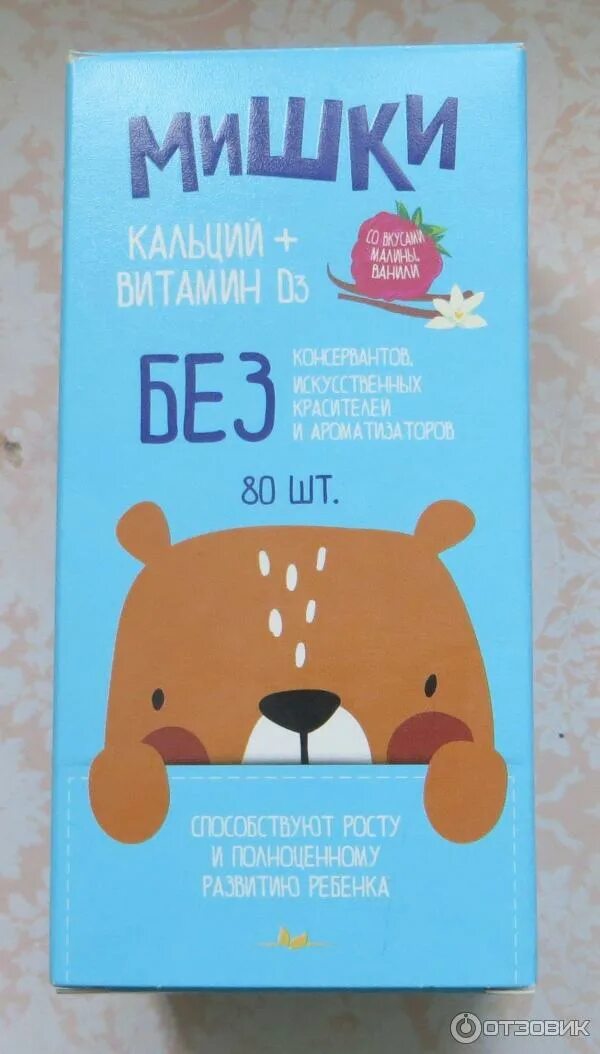 МИШКИ
КАЛЬЦИЙ +
ВИТАМИН D3
СО ВКУСАМИ
МАЛИНЫ,
ВАНИЛИ
БЕЗ
КОНСЕРВАНТОВ,
ИСКУССТВЕННЫХ
КРАСИТЕЛЕЙ
И АРОМАТИЗАТОРОВ
80 ШТ.
СПОСОБСТВУЮТ РОСТУ
И ПОЛНОЦЕННОМУ
РАЗВИТИЮ РЕБЕНКА
ОТЗОВИК